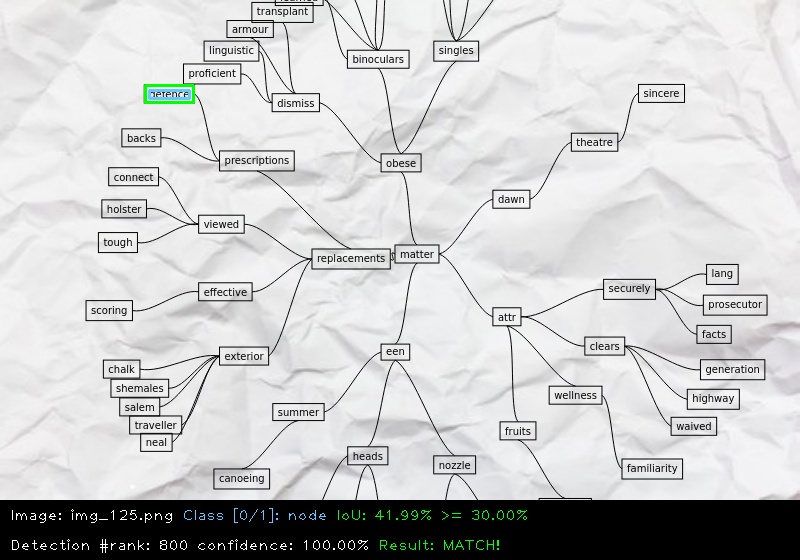 transplant
armour
linguistic
singles
binoculars
proficient
sincere
defence
dismiss
backs
theatre
prescriptions
obese
connect
dawn
holster
viewed
tough
replacements
matter
lang
securely
effective
prosecutor
scoring
attr
facts
clears
een
exterior
chalk
generation
shemales
wellness
highway
salem
summer
traveller
waived
fruits
neal
heads
nozzle
familiarity
canoeing
Image: img_125.png Class [0/1]: node IoU: 41.99% >= 30.00%
Detection #rank: 800 confidence: 100.00% Result: MATCH!